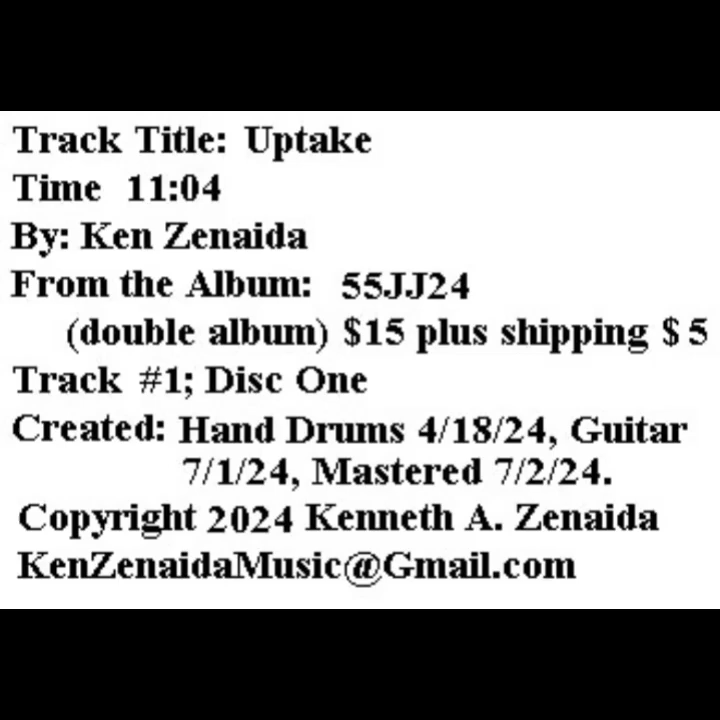 Track Title: Uptake
Time 11:04
By: Ken Zenaida
From the Album: 55JJ24
(double album) $15 plus shipping $5
Track #1; Disc One
Created: Hand Drums 4/18/24, Guitar
7/1/24, Mastered 7/2/24.
Copyright 2024 Kenneth A. Zenaida
KenZenaidaMusic@Gmail.com